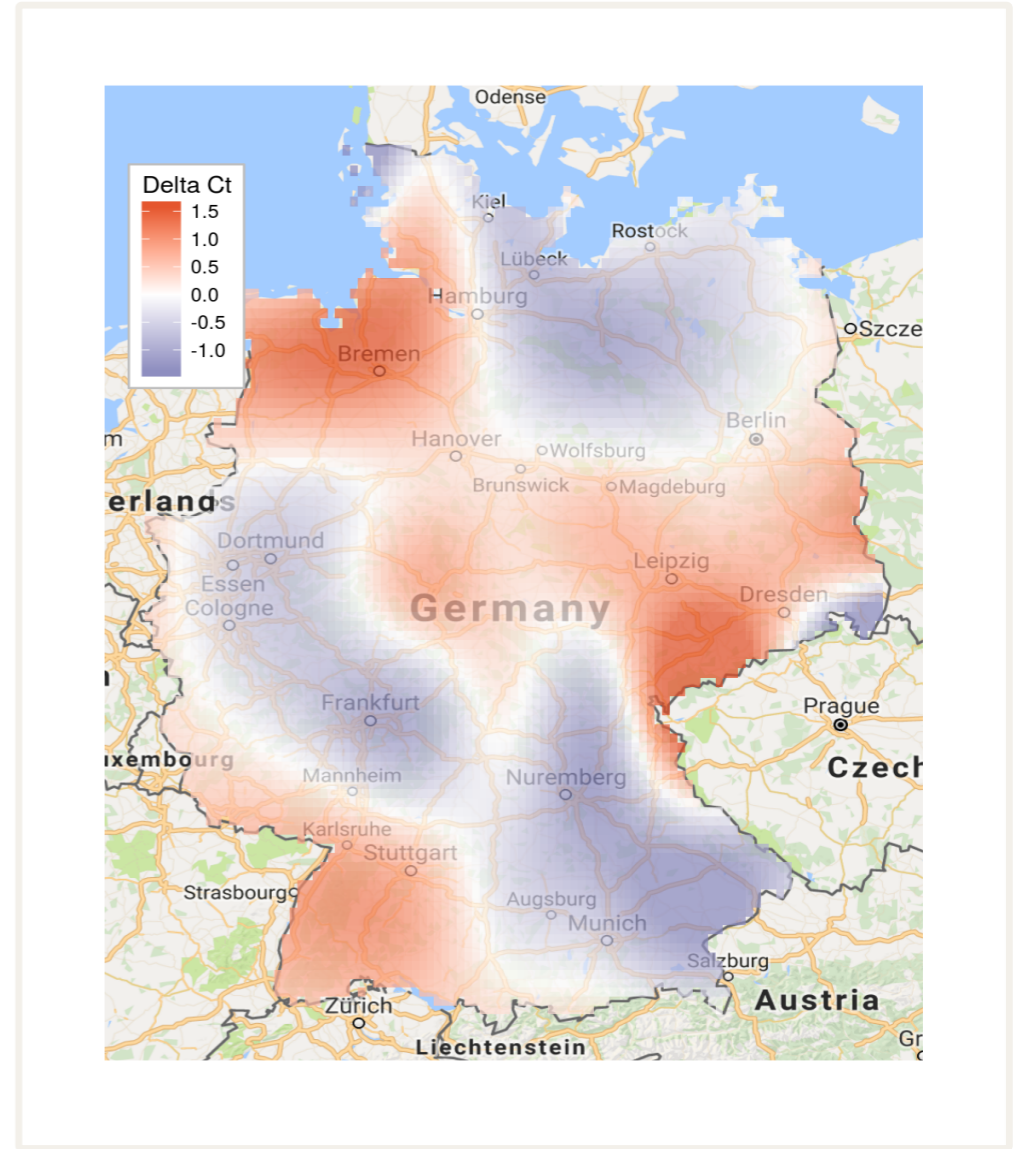 Odense
Delta Ct
1.5
1.0
0.5
0.0
-0.5
-1.0
Kiel
Rostock
Lübeck
Hamburg
Szcze
Bremen
Berlin
m
Hanover
Wolfsburg
Brunswick
Magdeburg
erlands
Dortmund
Leipzig
Essen
Dresden
Cologne
Germany
Frankfurt
Prague
uxembourg
Czech
Mannheim
Nuremberg
Karlsruhe
Stuttgart
Strasbourg
Augsburg
Munich
Salzburg
Austria
Zürich
Gr
Liechtenstein